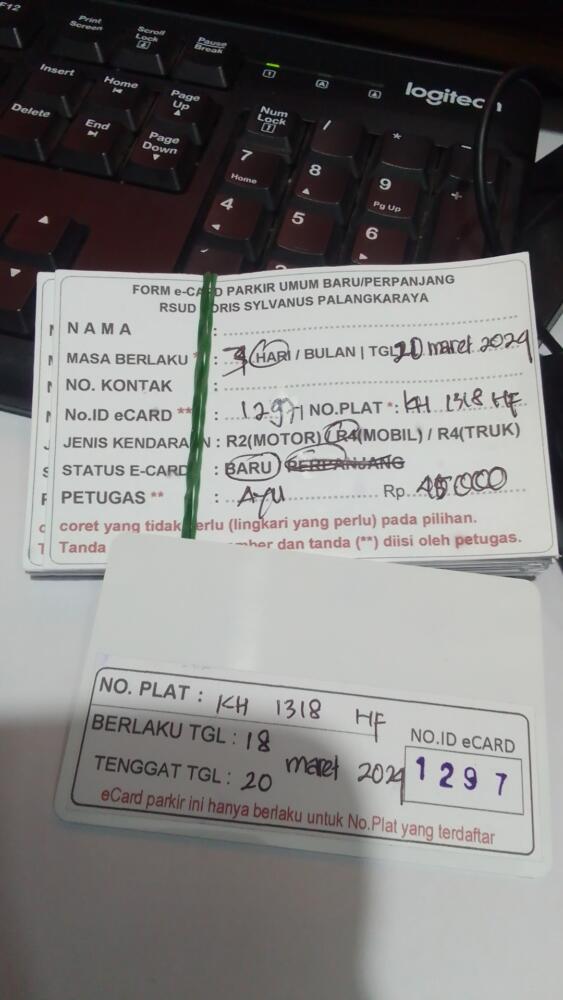 F12
Print
Screen
Scroll
Lock
Pause
Break
Insert
Home
Page
Up
Delete
End
Page
Down
logitech
Num
Lock
/
*
-
7
Home
8
9
Pg Up
+
4
5
6
FORM e-CARD PARKIR UMUM BARU/PERPANJANG
RSUD DORIS SYLVANUS PALANGKARAYA
N A M A :
MASA BERLAKU * : 3 HARI / BULAN | TGL 20 maret 2024
NO. KONTAK :
No.ID eCARD ** : 1297 | NO.PLAT *: KH 1318 HF
JENIS KENDARAAN : R2(MOTOR) / R4(MOBIL) / R4(TRUK)
STATUS E-CARD : BARU / PERPANJANG
PETUGAS ** : Ayu Rp 45000
coret yang tidak perlu (lingkari yang perlu) pada pilihan.
Tanda dan tanda (**) diisi oleh petugas.
NO. PLAT : KH 1318 HF
BERLAKU TGL : 18
TENGGAT TGL : 20 maret 2024
NO.ID eCARD
1297
eCard parkir ini hanya berlaku untuk No.Plat yang terdaftar